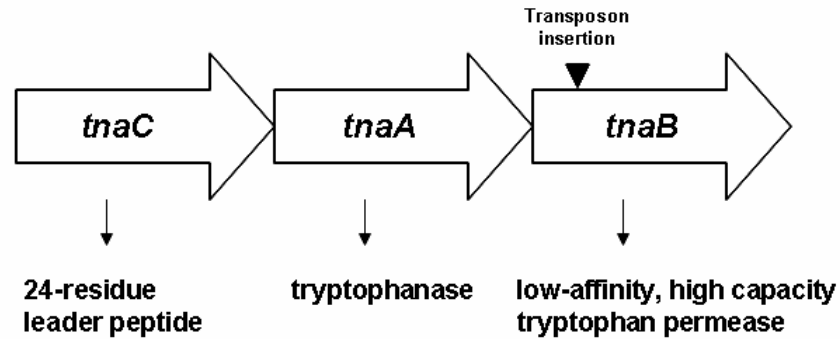 Transposon
insertion
tnaC
tnaA
tnaB
24-residue
leader peptide
tryptophanase
low-affinity, high capacity
tryptophan permease